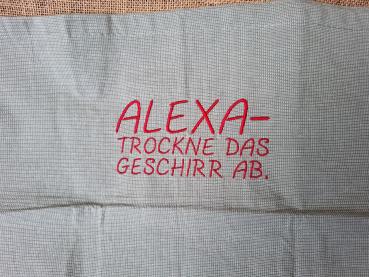 ALEXA-
TROCKNE DAS
GESCHIRR AB.